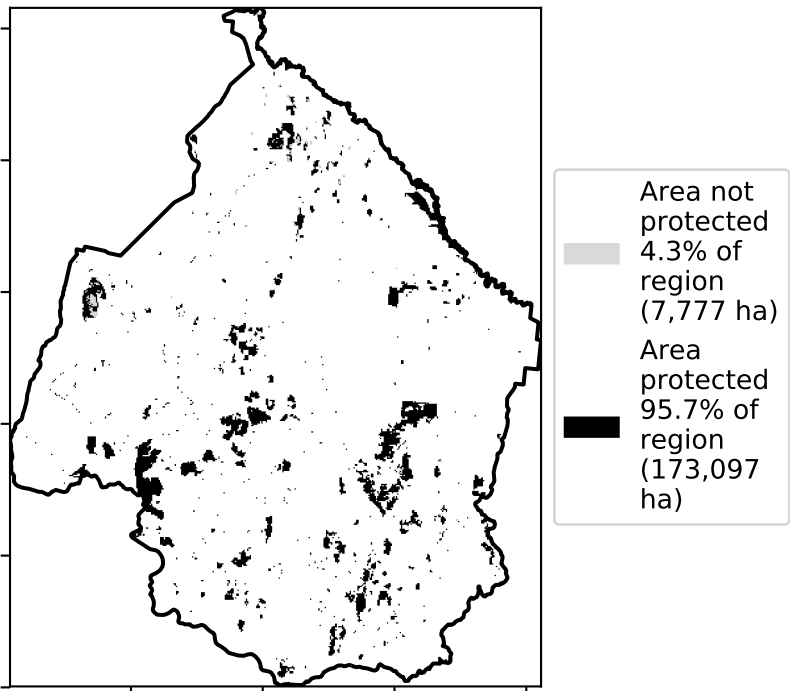 Area not
protected
4.3% of
region
(7,777 ha)
Area
protected
95.7% of
region
(173,097
ha)